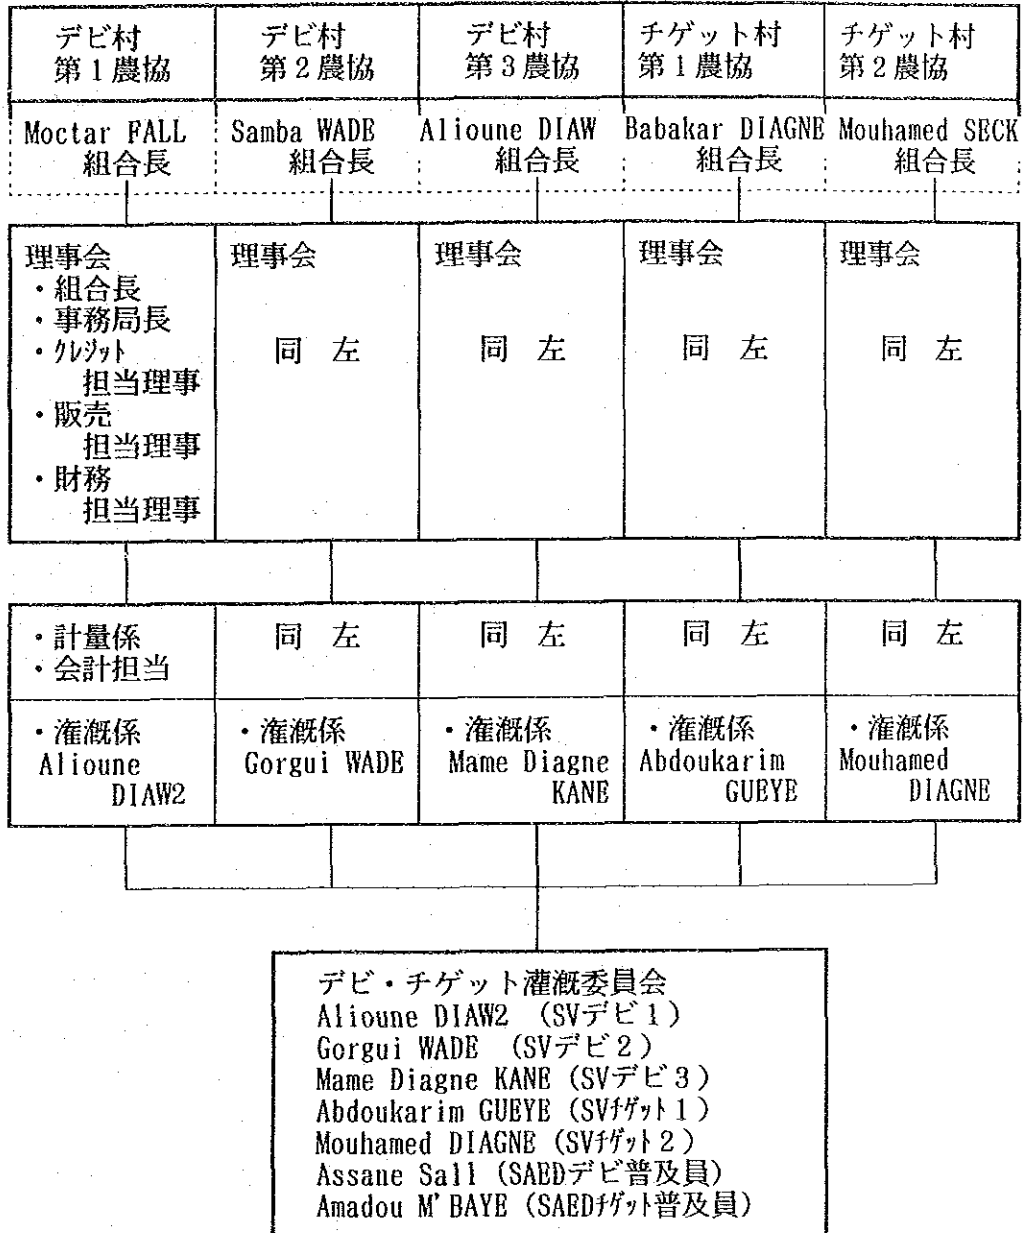 デビ村
第1農協
デビ村
第2農協
デビ村
第3農協
チゲット村
第1農協
チゲット村
第2農協
Moctar FALL
組合長
Samba WADE
組合長
Alioune DIAW
組合長
Babakar DIAGNE
組合長
Mouhamed SECK
組合長
理事会
・組合長
・事務局長
・クレジット
担当理事
・販売
担当理事
・財務
担当理事
理事会
同 左
理事会
同 左
理事会
同 左
理事会
同 左
・計量係
・会計担当
同 左
同 左
同 左
同 左
・潅漑係
Alioune
DIAW2
・潅漑係
Gorgui WADE
・潅漑係
Mame Diagne
KANE
・潅漑係
Abdoukarim
GUEYE
・潅漑係
Mouhamed
DIAGNE
デビ・チゲット灌漑委員会
Alioune DIAW2 (SVデビ1)
Gorgui WADE (SVデビ2)
Mame Diagne KANE (SVデビ3)
Abdoukarim GUEYE (SVチゲット1)
Mouhamed DIAGNE (SVチゲット2)
Assane Sall (SAEDデビ普及員)
Amadou M'BAYE (SAEDチゲット普及員)